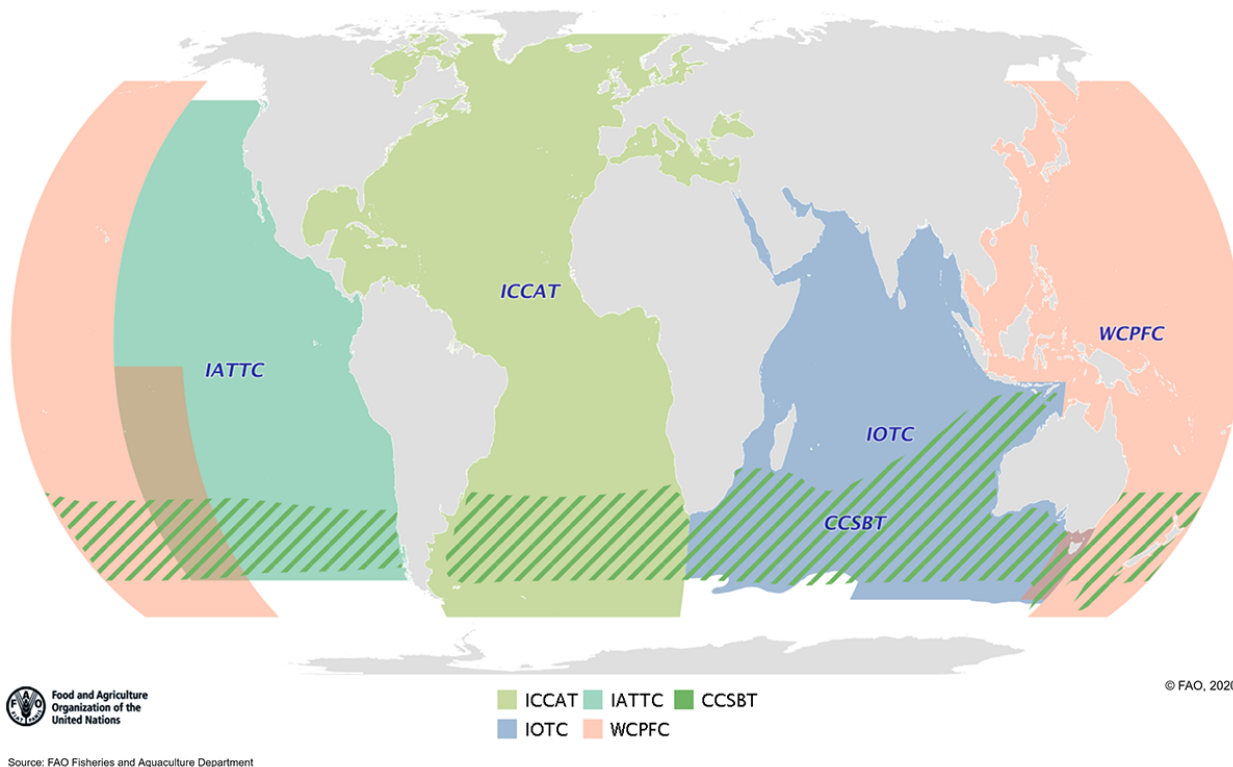 ICCAT
WCPFC
IATTC
IOTC
CCSBT
Food and Agriculture
Organization of the
United Nations
ICCAT IATTC CCSBT
IOTC WCPFC
© FAO, 2020
Source: FAO Fisheries and Aquaculture Department